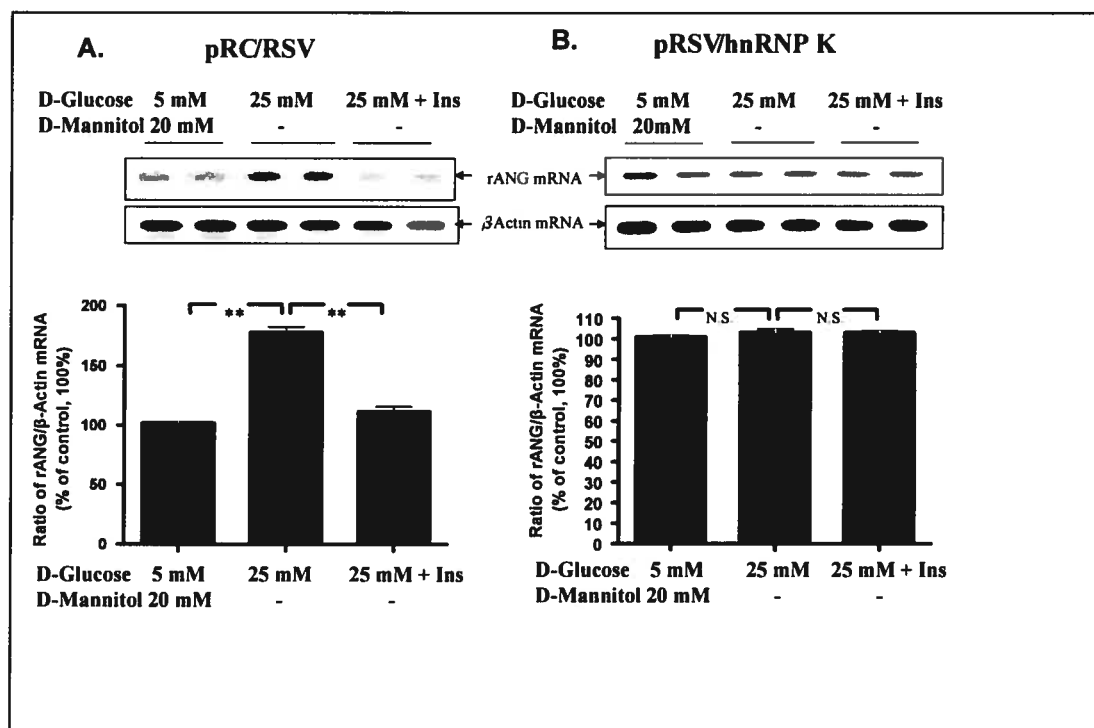 A.
pRC/RSV
D-Glucose 5 mM 25 mM 25 mM + Ins
D-Mannitol 20 mM - -
B.
pRSV/hnRNP K
D-Glucose 5 mM 25 mM 25 mM + Ins
D-Mannitol 20mM - -
rANG mRNA
βActin mRNA
Ratio of rANG/β-Actin mRNA
(% of control, 100%)
200
150
100
50
0
** **
D-Glucose 5 mM 25 mM 25 mM + Ins
D-Mannitol 20 mM - -
Ratio of rANG/β-Actin mRNA
(% of control, 100%)
110
100
90
80
70
60
50
40
30
20
10
0
N.S. N.S.
D-Glucose 5 mM 25 mM 25 mM + Ins
D-Mannitol 20 mM - -